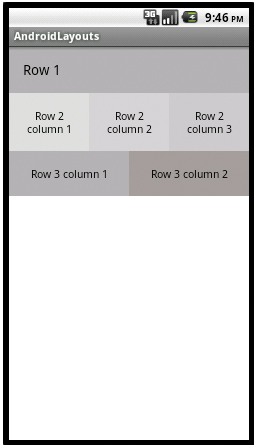 3G 9:46 PM
AndroidLayouts
Row 1
Row 2
column 1
Row 2
column 2
Row 2
column 3
Row 3 column 1
Row 3 column 2